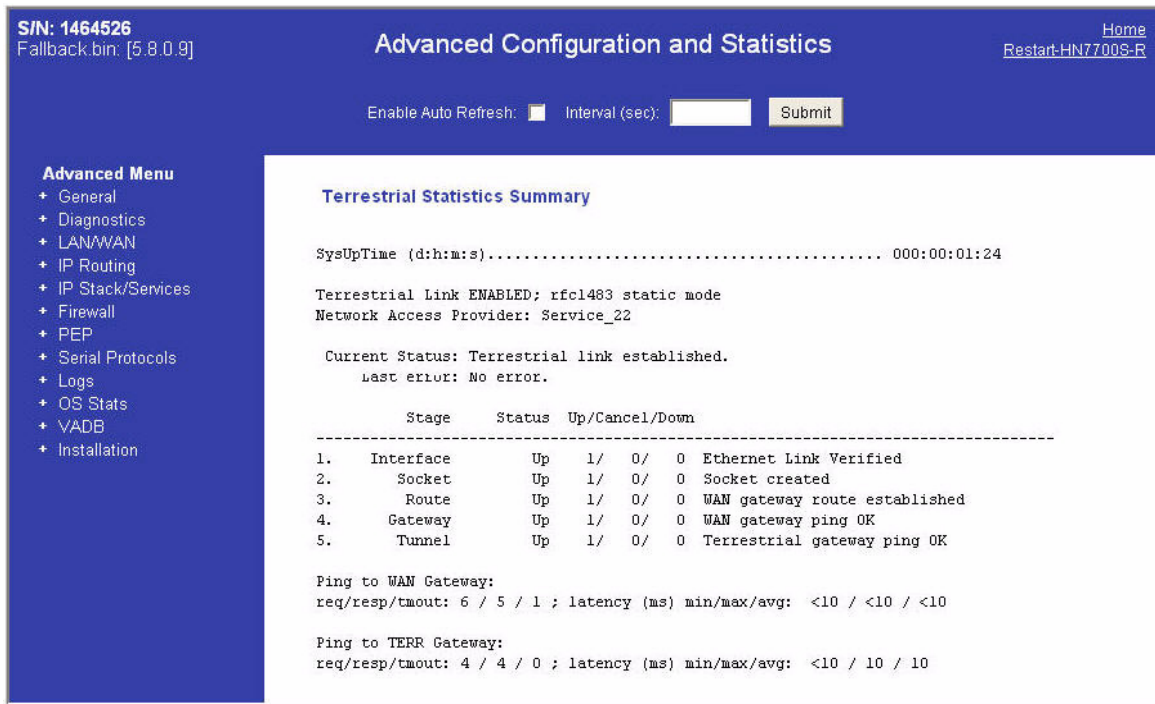 S/N: 1464526
Fallback.bin: [5.8.0.9]
Advanced Configuration and Statistics
Home
Restart-HN7700S-R
Enable Auto Refresh: Interval (sec): Submit
Advanced Menu
+ General
+ Diagnostics
+ LAN/WAN
+ IP Routing
+ IP Stack/Services
+ Firewall
+ PEP
+ Serial Protocols
+ Logs
+ OS Stats
+ VADB
+ Installation
Terrestrial Statistics Summary
SysUpTime (d:h:m:s)............................................ 000:00:01:24
Terrestrial Link ENABLED; rfc1483 static mode
Network Access Provider: Service_22
Current Status: Terrestrial link established.
Last error: No error.
Stage Status Up/Cancel/Down
----------------------------------------------------------------------------------
1. Interface Up 1/ 0/ 0 Ethernet Link Verified
2. Socket Up 1/ 0/ 0 Socket created
3. Route Up 1/ 0/ 0 WAN gateway route established
4. Gateway Up 1/ 0/ 0 WAN gateway ping OK
5. Tunnel Up 1/ 0/ 0 Terrestrial gateway ping OK
Ping to WAN Gateway:
req/resp/tmout: 6 / 5 / 1 ; latency (ms) min/max/avg: <10 / <10 / <10
Ping to TERR Gateway:
req/resp/tmout: 4 / 4 / 0 ; latency (ms) min/max/avg: <10 / 10 / 10